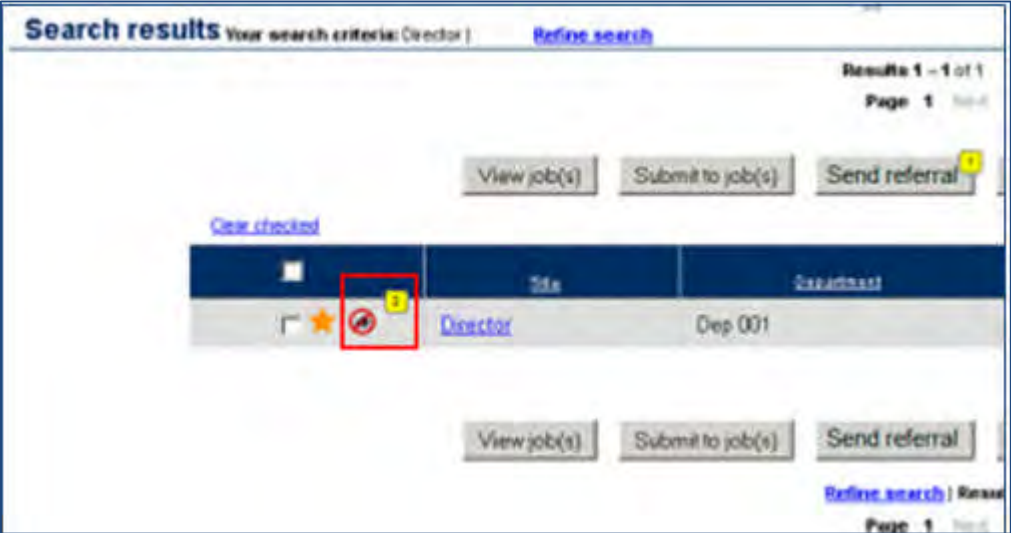 Search results Your search criteria: Director | Refine search
Results 1 – 1 of 1
Page 1 Next
View job(s) Submit to job(s) Send referral 1
Clear checked
Title Department
2
Director Dep 001
View job(s) Submit to job(s) Send referral
Refine search |
Page 1 Next